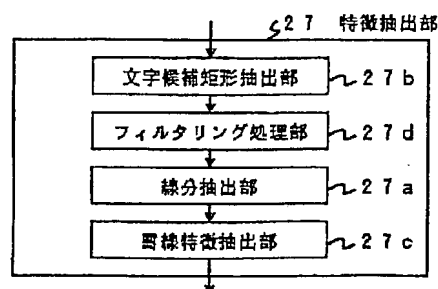 27 特徴抽出部
文字候補矩形抽出部 27b
フィルタリング処理部 27d
線分抽出部 27a
罫線特徴抽出部 27c